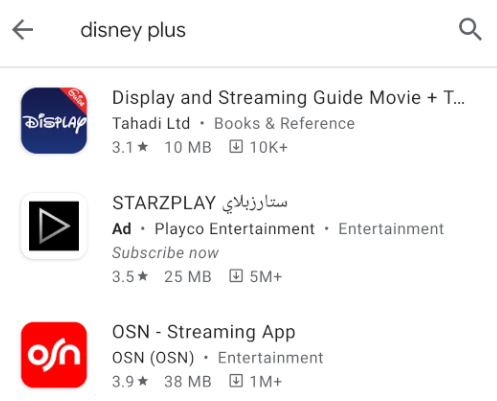 disney plus
Guide
DiSPLAY
Display and Streaming Guide Movie + T...
Tahadi Ltd • Books & Reference
3.1★ 10 MB 10K+
STARZPLAY ستارزبلاي
Ad • Playco Entertainment • Entertainment
Subscribe now
3.5★ 25 MB 5M+
osn
OSN - Streaming App
OSN (OSN) • Entertainment
3.9★ 38 MB 1M+